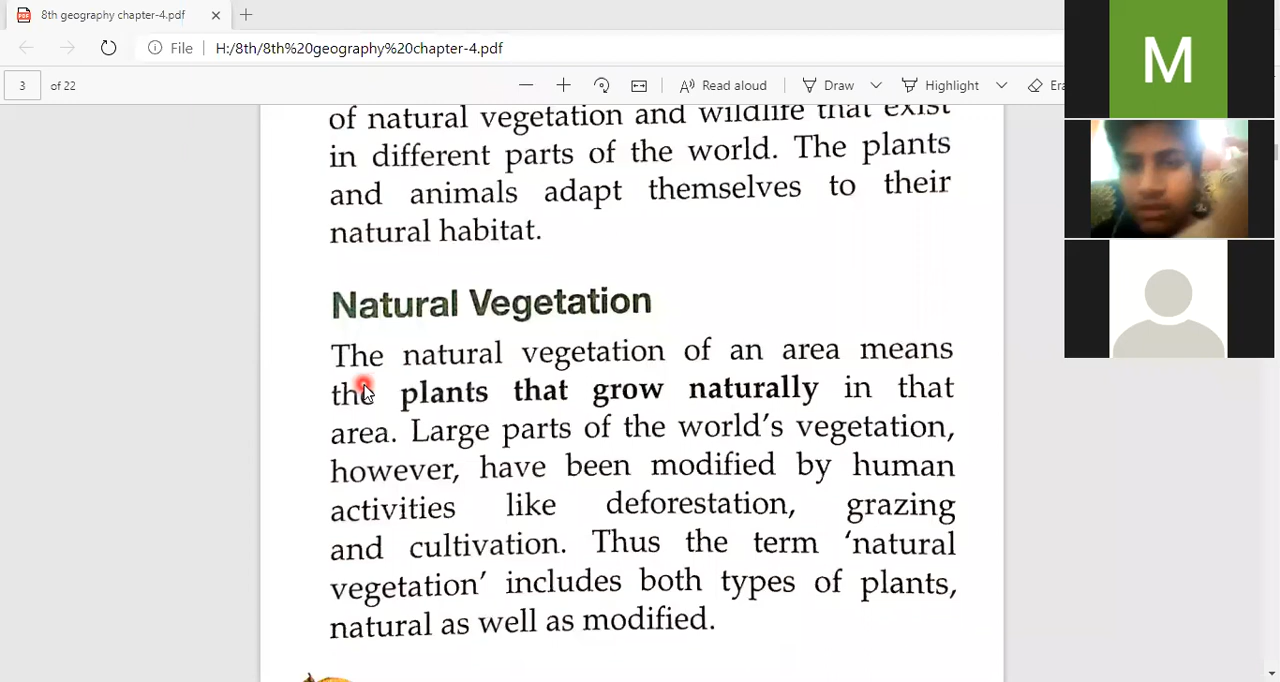 8th geography chapter-4.pdf
File H:/8th/8th%20geography%20chapter-4.pdf
3 of 22 Read aloud Draw Highlight Era
M
of natural vegetation and wildlife that exist
in different parts of the world. The plants
and animals adapt themselves to their
natural habitat.
Natural Vegetation
The natural vegetation of an area means
the plants that grow naturally in that
area. Large parts of the world's vegetation,
however, have been modified by human
activities like deforestation, grazing
and cultivation. Thus the term ‘natural
vegetation’ includes both types of plants,
natural as well as modified.